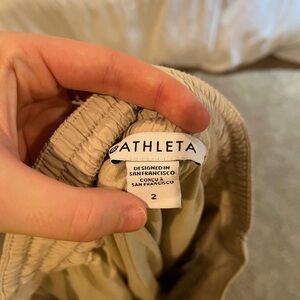 ATHLETA
DESIGNED IN
SAN FRANCISCO
CONÇU À
SAN FRANCISCO
2